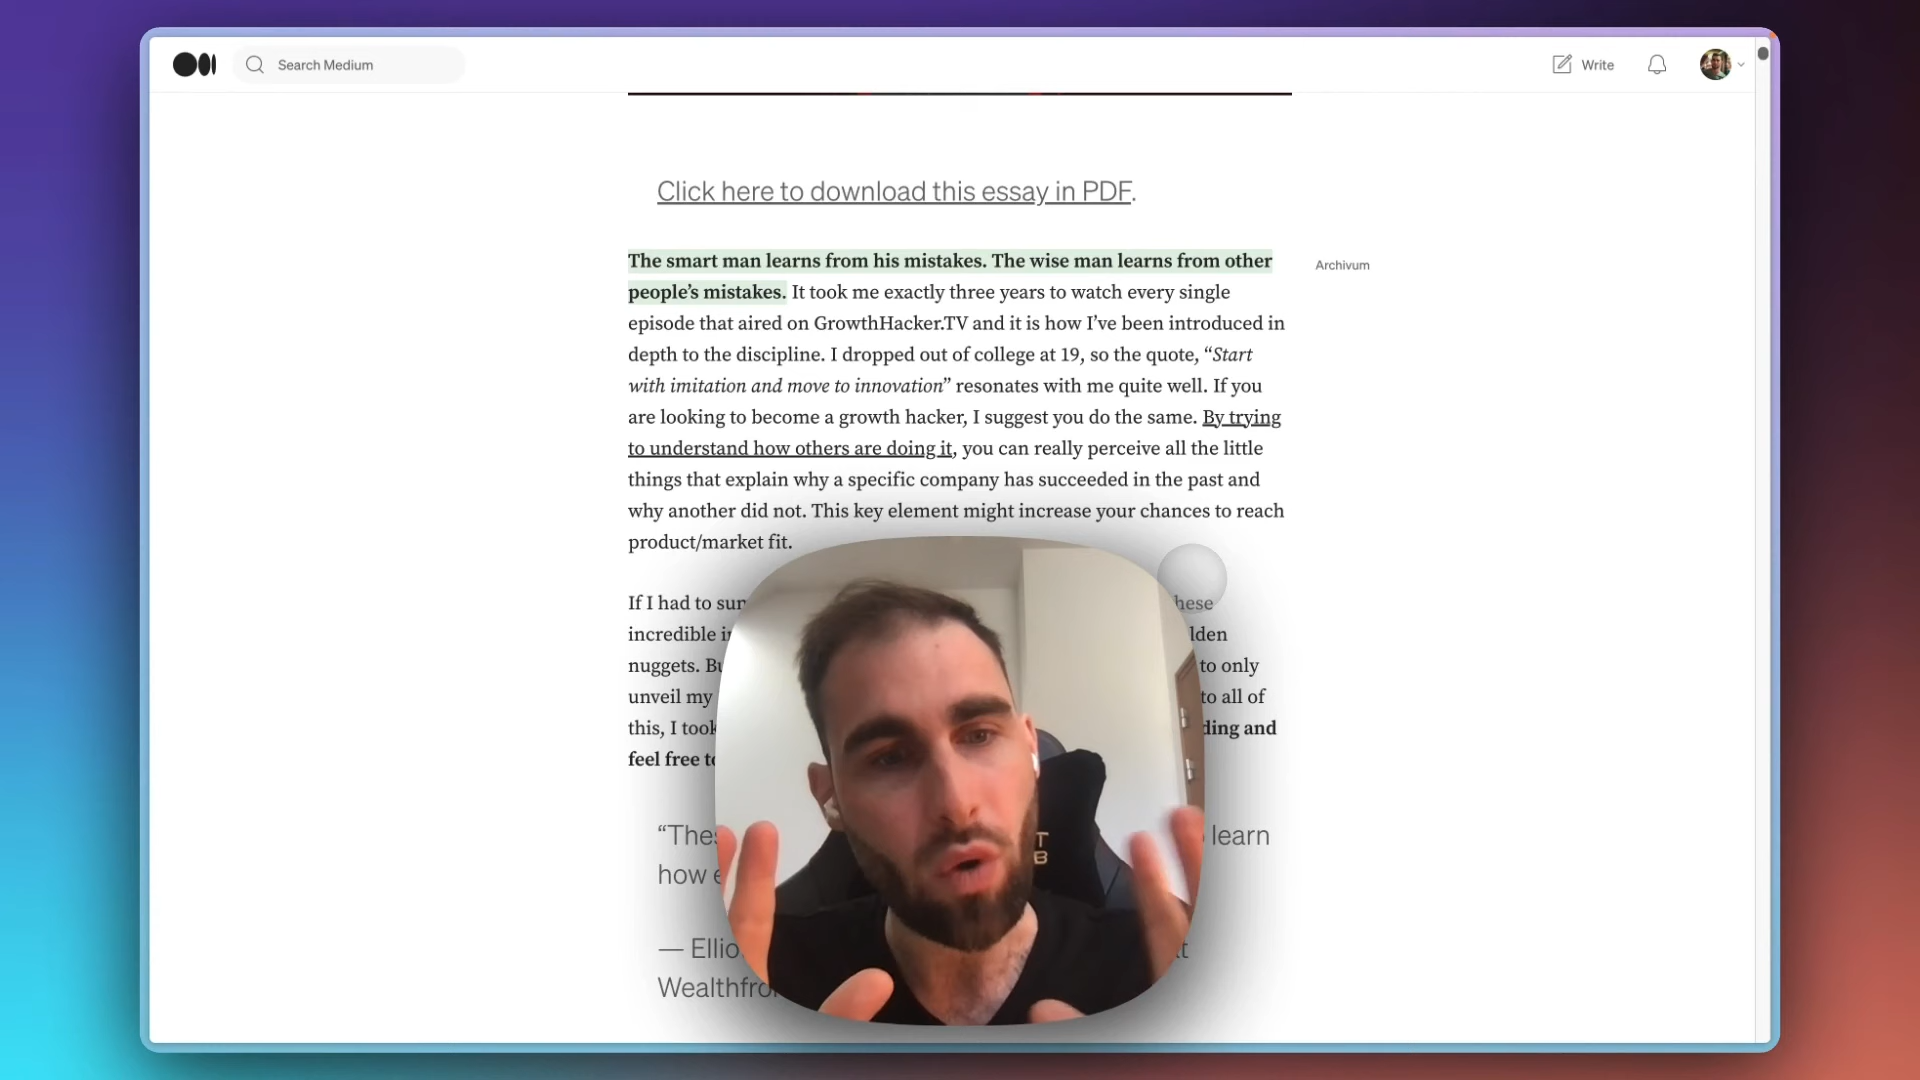 Search Medium
Write
Click here to download this essay in PDF.
The smart man learns from his mistakes. The wise man learns from other
people’s mistakes. It took me exactly three years to watch every single
episode that aired on GrowthHacker.TV and it is how I’ve been introduced in
depth to the discipline. I dropped out of college at 19, so the quote, “Start
with imitation and move to innovation” resonates with me quite well. If you
are looking to become a growth hacker, I suggest you do the same. By trying
to understand how others are doing it, you can really perceive all the little
things that explain why a specific company has succeeded in the past and
why another did not. This key element might increase your chances to reach
product/market fit.
Archivum
If I had to
incredible
nuggets. to only
unveil my to all of
this, I took and
feel free
learn
how
—
T
B